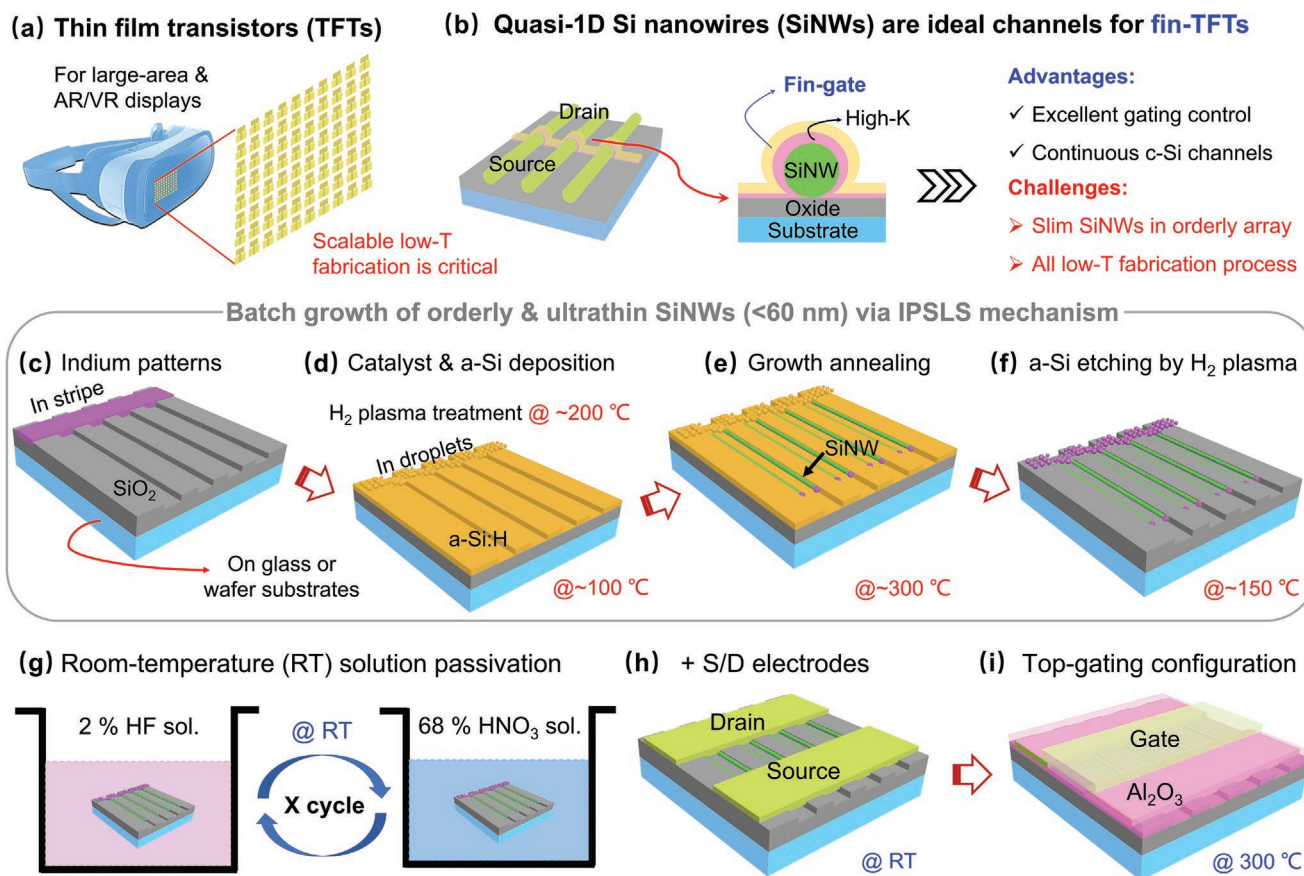 (a) Thin film transistors (TFTs)
For large-area &
AR/VR displays
Scalable low-T
fabrication is critical
(b) Quasi-1D Si nanowires (SiNWs) are ideal channels for fin-TFTs
Drain
Source
Fin-gate
High-K
SiNW
Oxide
Substrate
Advantages:
✓ Excellent gating control
✓ Continuous c-Si channels
Challenges:
➢ Slim SiNWs in orderly array
➢ All low-T fabrication process
Batch growth of orderly & ultrathin SiNWs (<60 nm) via IPSLS mechanism
(c) Indium patterns
In stripe
SiO₂
On glass or
wafer substrates
(d) Catalyst & a-Si deposition
H₂ plasma treatment @ ~200 ℃
In droplets
a-Si:H
@~100 ℃
(e) Growth annealing
SiNW
@~300 ℃
(f) a-Si etching by H₂ plasma
@~150 ℃
(g) Room-temperature (RT) solution passivation
2 % HF sol.
@ RT
X cycle
68 % HNO₃ sol.
(h) + S/D electrodes
Drain
Source
@ RT
(i) Top-gating configuration
Gate
Al₂O₃
@ 300 ℃